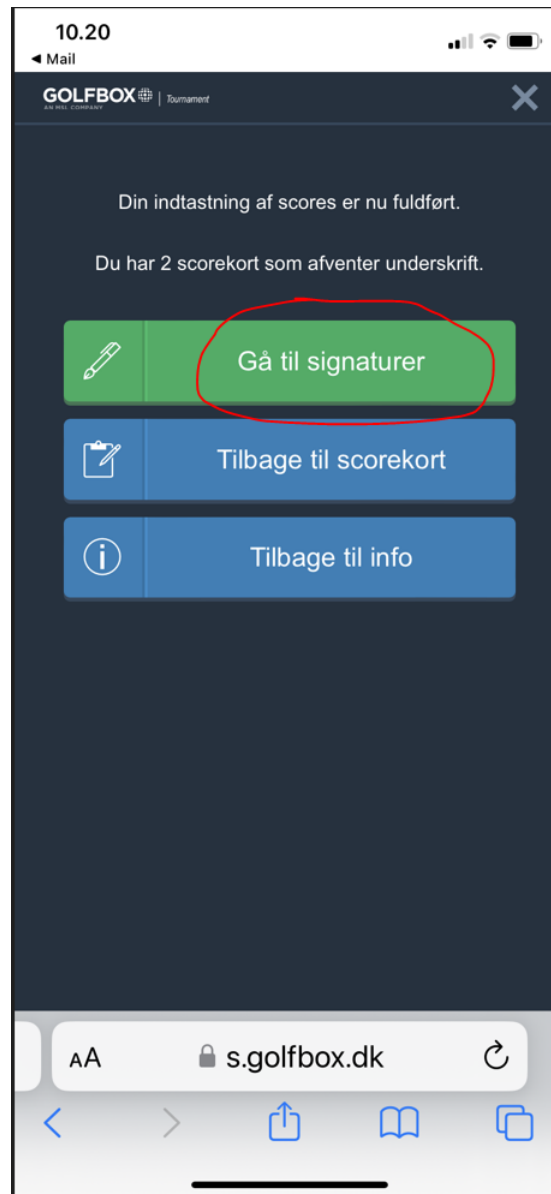 10.20
◄ Mail
GOLFBOX | Tournament
AN MSL COMPANY
Din indtastning af scores er nu fuldført.
Du har 2 scorekort som afventer underskrift.
Gå til signaturer
Tilbage til scorekort
Tilbage til info
AA s.golfbox.dk